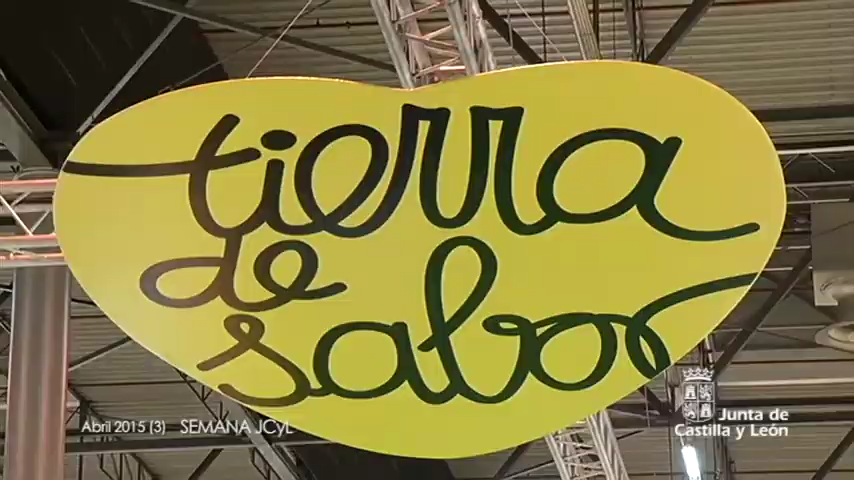 tierra
de
sabor
Abril 2015 (3) SEMANA JCyL
Junta de
Castilla y León